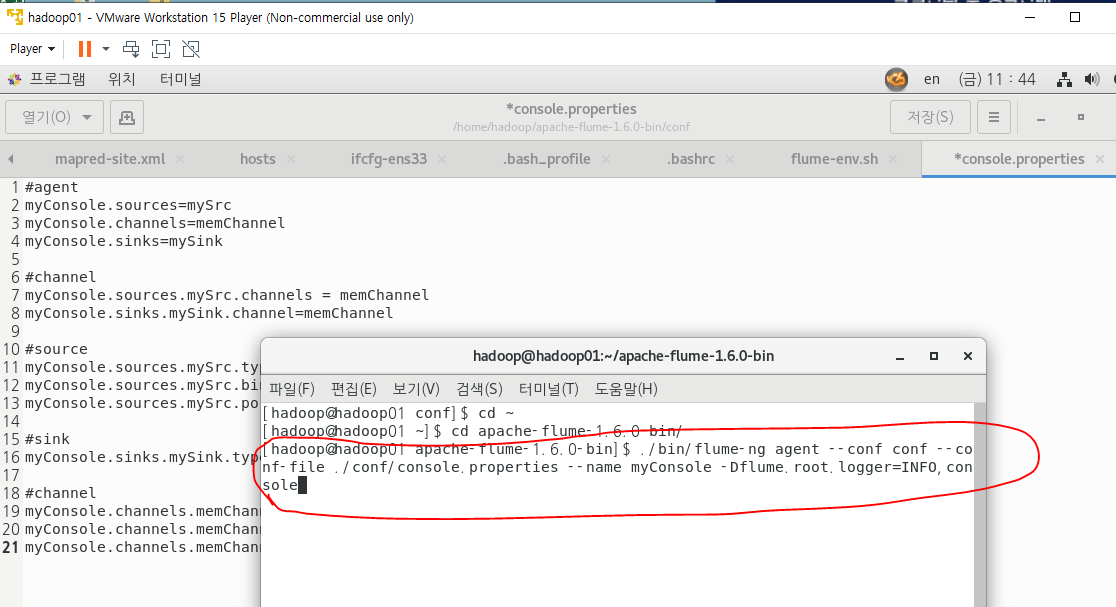 hadoop01 - VMware Workstation 15 Player (Non-commercial use only)
Player
프로그램 위치 터미널 en (금) 11 : 44
열기(O) *console.properties 저장(S)
/home/hadoop/apache-flume-1.6.0-bin/conf
mapred-site.xml hosts ifcfg-ens33 .bash_profile .bashrc flume-env.sh *console.properties
1 #agent
2 myConsole.sources=mySrc
3 myConsole.channels=memChannel
4 myConsole.sinks=mySink
5
6 #channel
7 myConsole.sources.mySrc.channels = memChannel
8 myConsole.sinks.mySink.channel=memChannel
9
10 #source
11 myConsole.sources.mySrc.ty
12 myConsole.sources.mySrc.bi
13 myConsole.sources.mySrc.po
14
15 #sink
16 myConsole.sinks.mySink.typ
17
18 #channel
19 myConsole.channels.memChan
20 myConsole.channels.memChan
21 myConsole.channels.memChan
hadoop@hadoop01:~/apache-flume-1.6.0-bin
파일(F) 편집(E) 보기(V) 검색(S) 터미널(T) 도움말(H)
[hadoop@hadoop01 conf]$ cd ~
[hadoop@hadoop01 ~]$ cd apache-flume-1.6.0-bin/
[hadoop@hadoop01 apache-flume-1.6.0-bin]$ ./bin/flume-ng agent --conf conf --co
nf-file ./conf/console.properties --name myConsole -Dflume.root.logger=INFO,con
sole